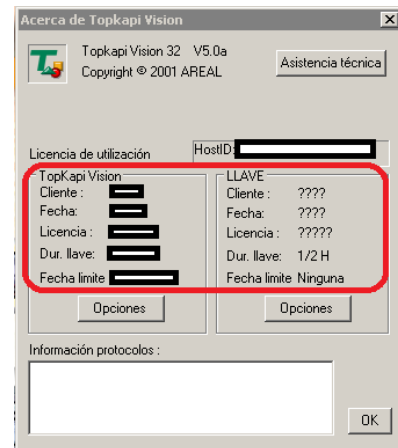 Acerca de Topkapi Vision
Topkapi Vision 32 V5.0a
Copyright © 2001 AREAL
Asistencia técnica
Licencia de utilización
HostID:
TopKapi Vision
Cliente :
Fecha:
Licencia :
Dur. llave:
Fecha limite
Opciones
LLAVE
Cliente : ????
Fecha: ????
Licencia : ?????
Dur. llave: 1/2 H
Fecha limite Ninguna
Opciones
Información protocolos :
OK